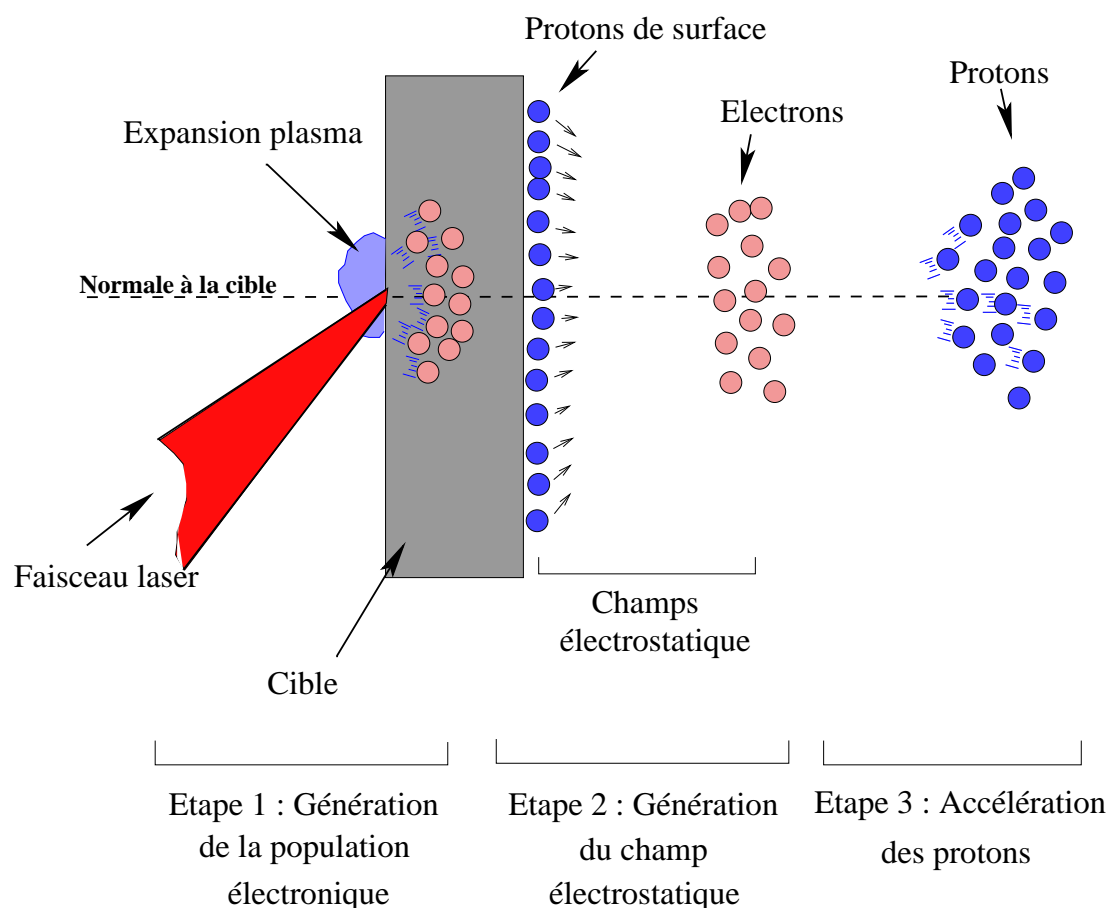 Protons de surface
Protons
Electrons
Expansion plasma
Normale à la cible
Faisceau laser
Champs
électrostatique
Cible
Etape 1 : Génération
de la population
électronique
Etape 2 : Génération
du champ
électrostatique
Etape 3 : Accélération
des protons